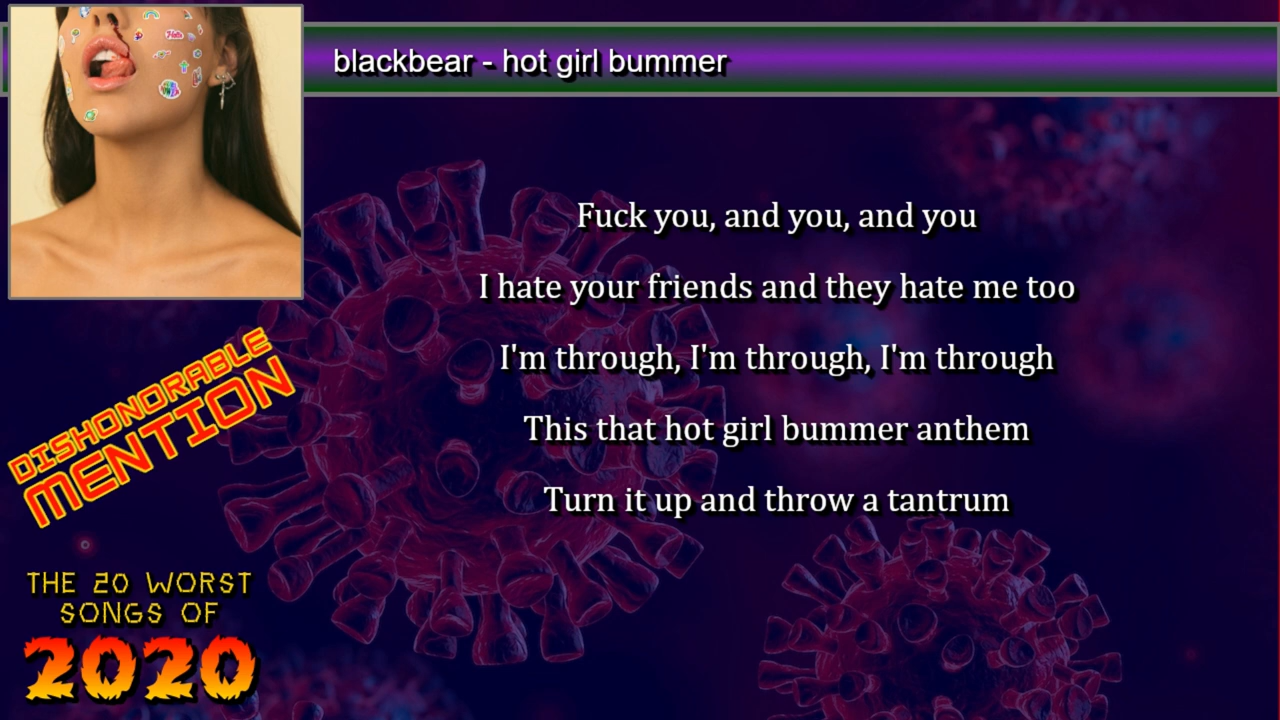 blackbear - hot girl bummer
Fuck you, and you, and you
I hate your friends and they hate me too
I'm through, I'm through, I'm through
This that hot girl bummer anthem
Turn it up and throw a tantrum
DISHONORABLE
MENTION
THE 20 WORST
SONGS OF
2020